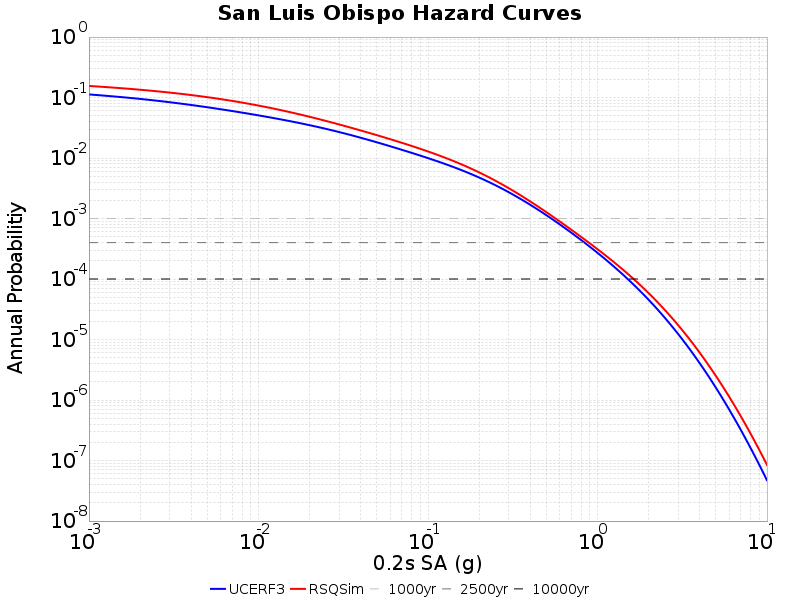 San Luis Obispo Hazard Curves
Annual Probabilitiy
10^0
10^-1
10^-2
10^-3
10^-4
10^-5
10^-6
10^-7
10^-8
10^-3 10^-2 10^-1 10^0 10^1
0.2s SA (g)
UCERF3 RSQSim 1000yr 2500yr 10000yr